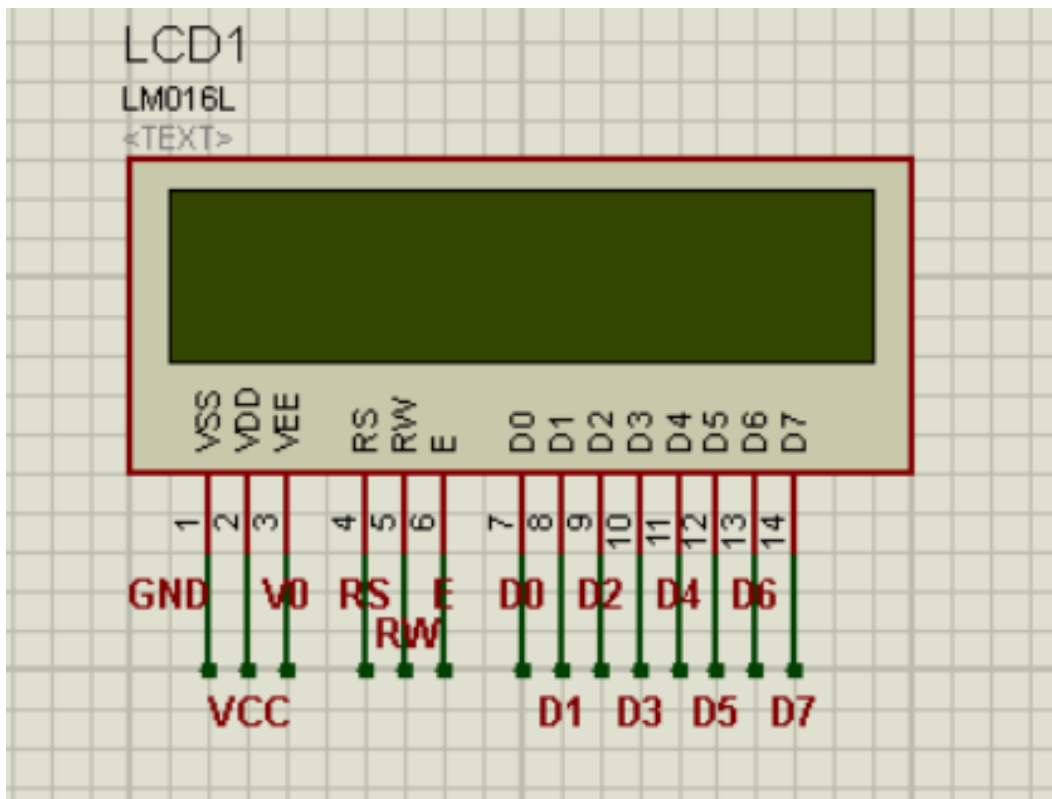 LCD1
LM016L
<TEXT>
VSS VDD VEE RS RW E D0 D1 D2 D3 D4 D5 D6 D7
1 2 3 4 5 6 7 8 9 10 11 12 13 14
GND V0 RS E D0 D2 D4 D6
RW
VCC D1 D3 D5 D7